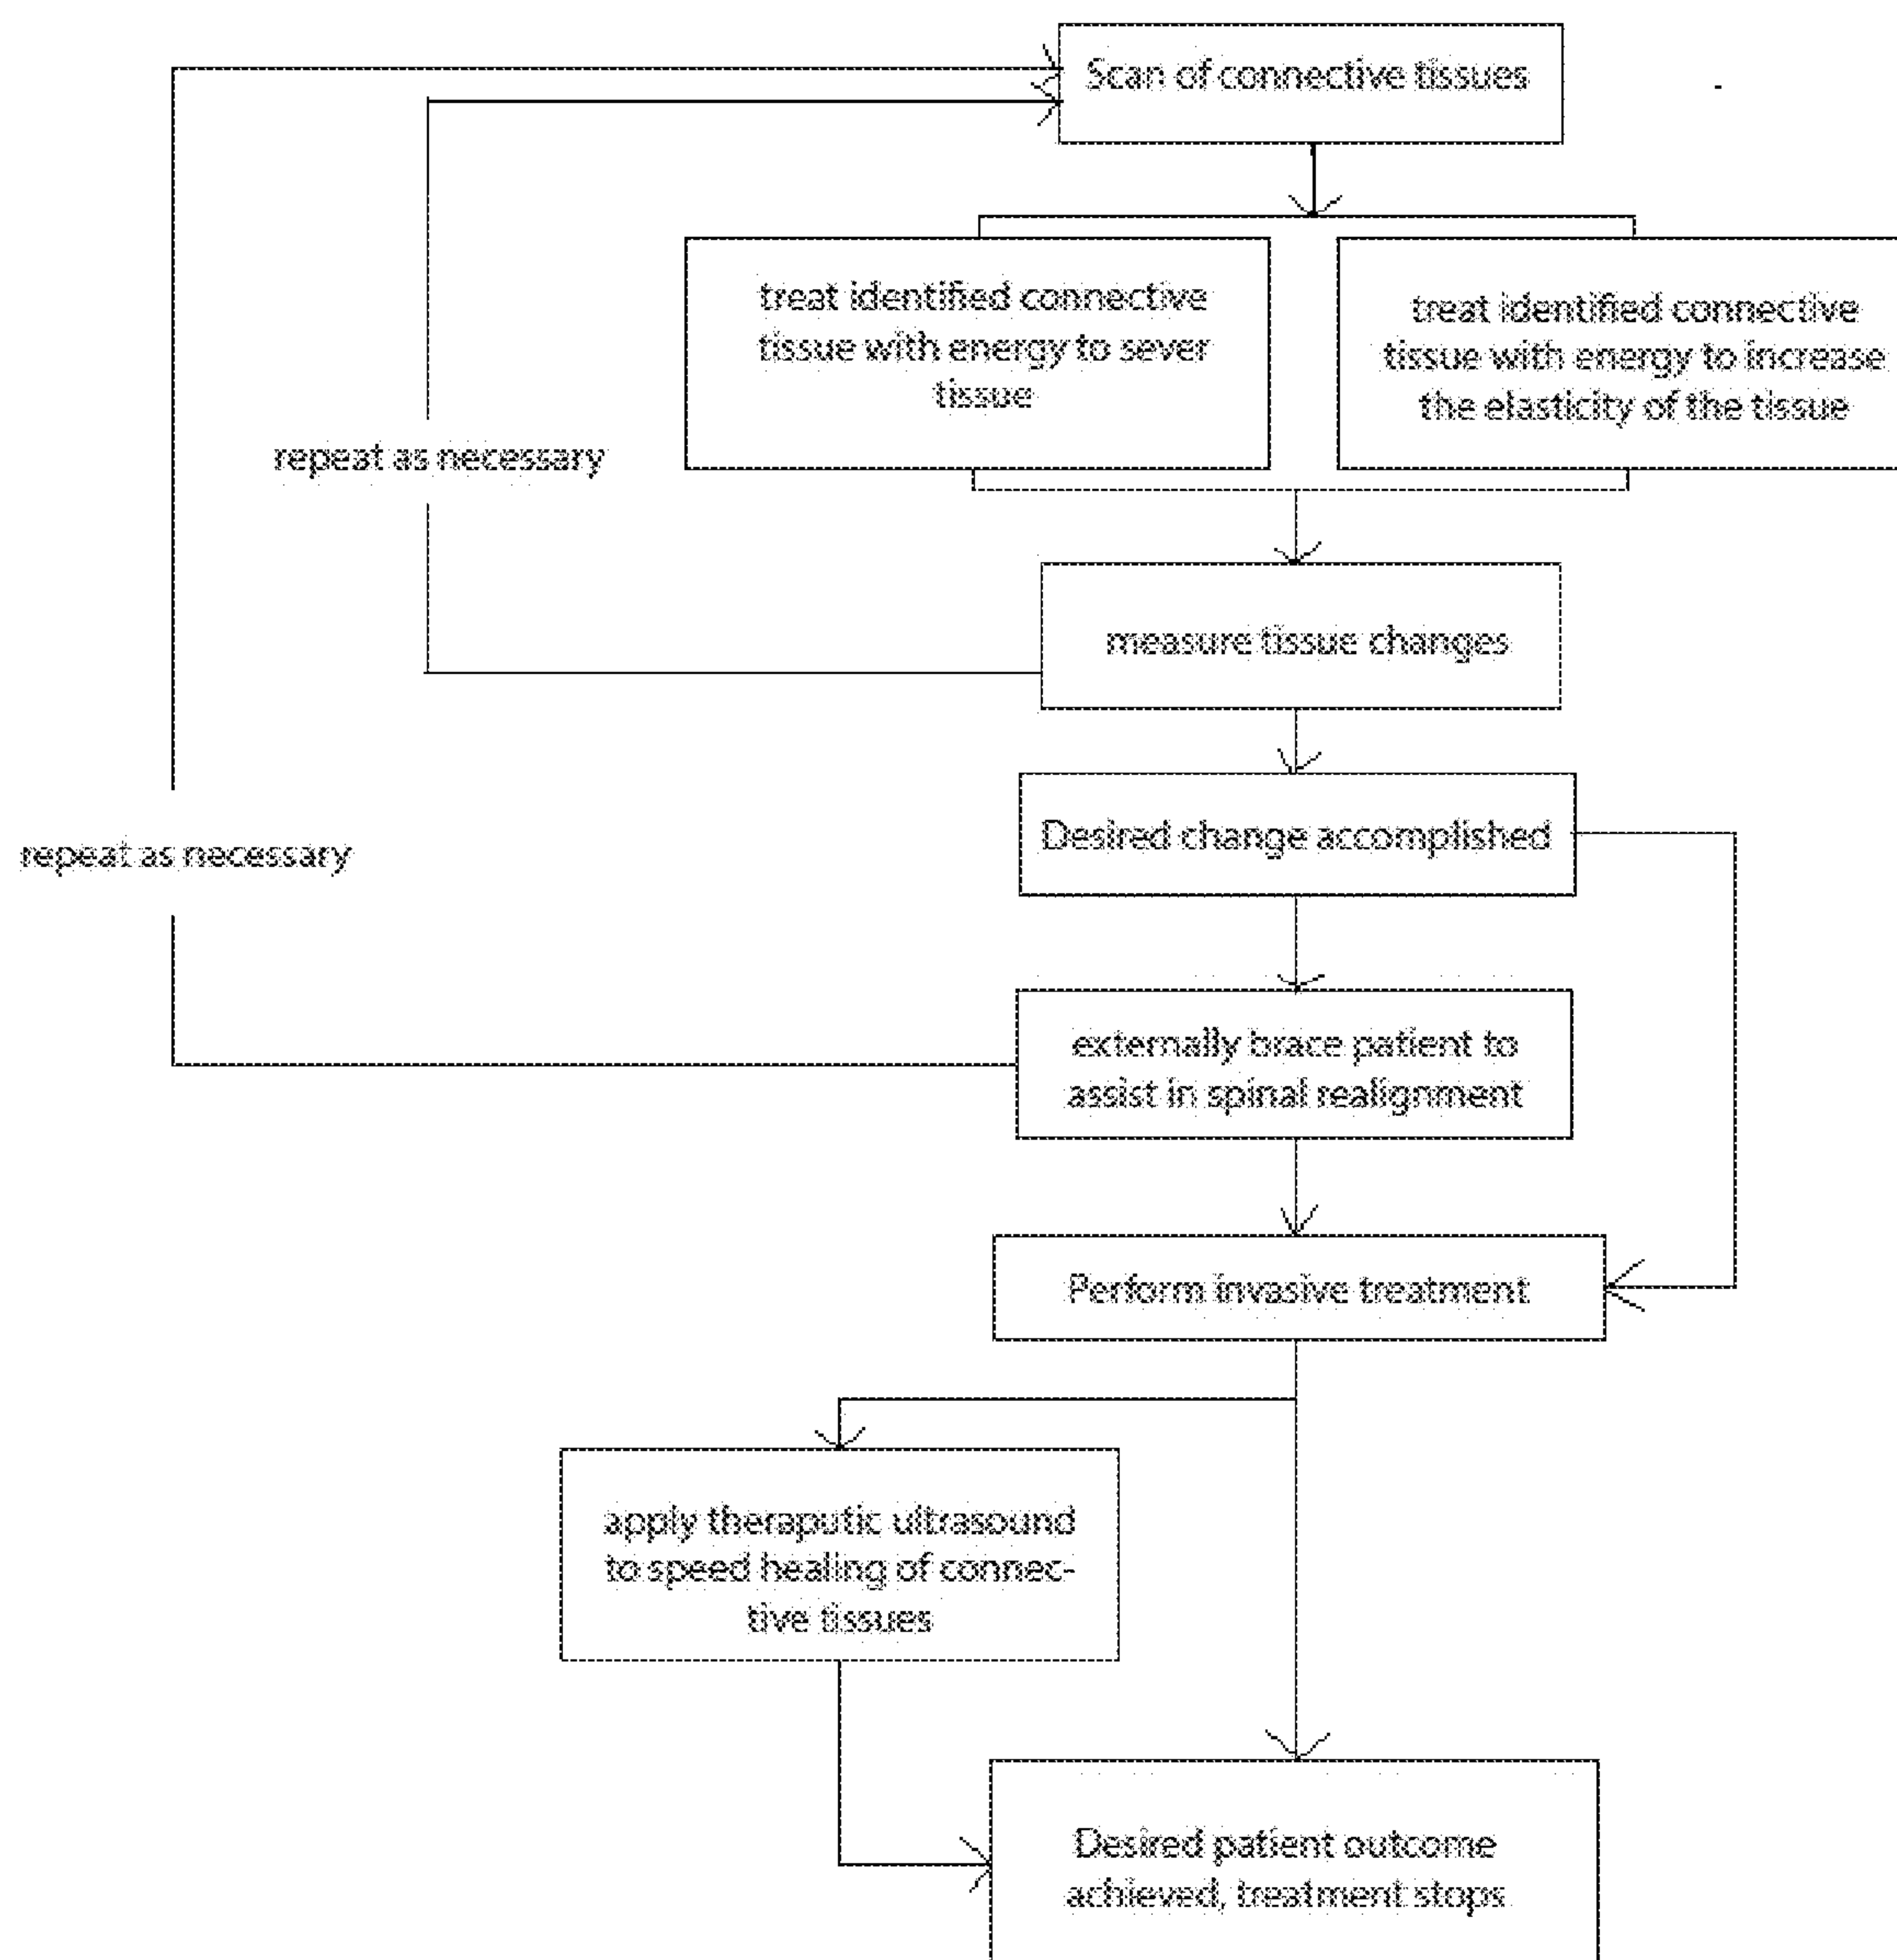 Scan of connective tissues
treat identified connective
tissue with energy to sever
tissue
treat identified connective
tissue with energy to increase
the elasticity of the tissue
repeat as necessary
measure tissue changes
Desired change accomplished
repeat as necessary
externally brace patient to
assist in spinal realignment
Perform invasive treatment
apply theraputic ultrasound
to speed healing of connec-
tive tissues
Desired patient outcome
achieved, treatment stops